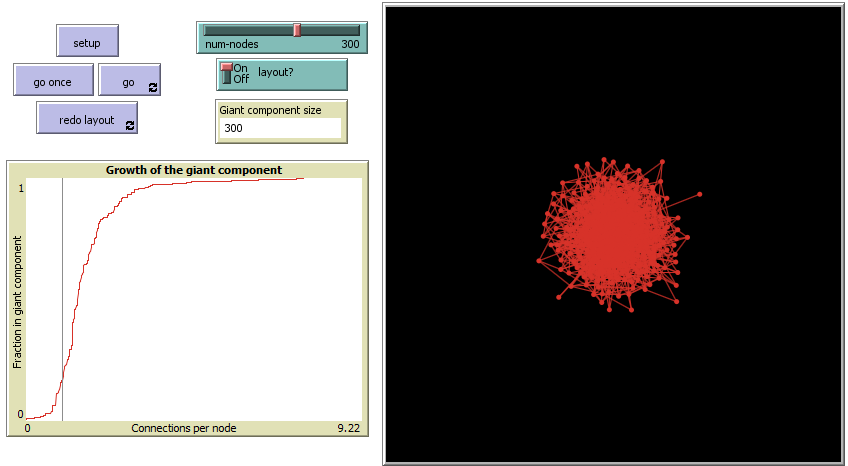 setup
num-nodes 300
go once
go
On
Off
layout?
redo layout
Giant component size
300
Growth of the giant component
1
Fraction in giant component
0
0
Connections per node
9.22